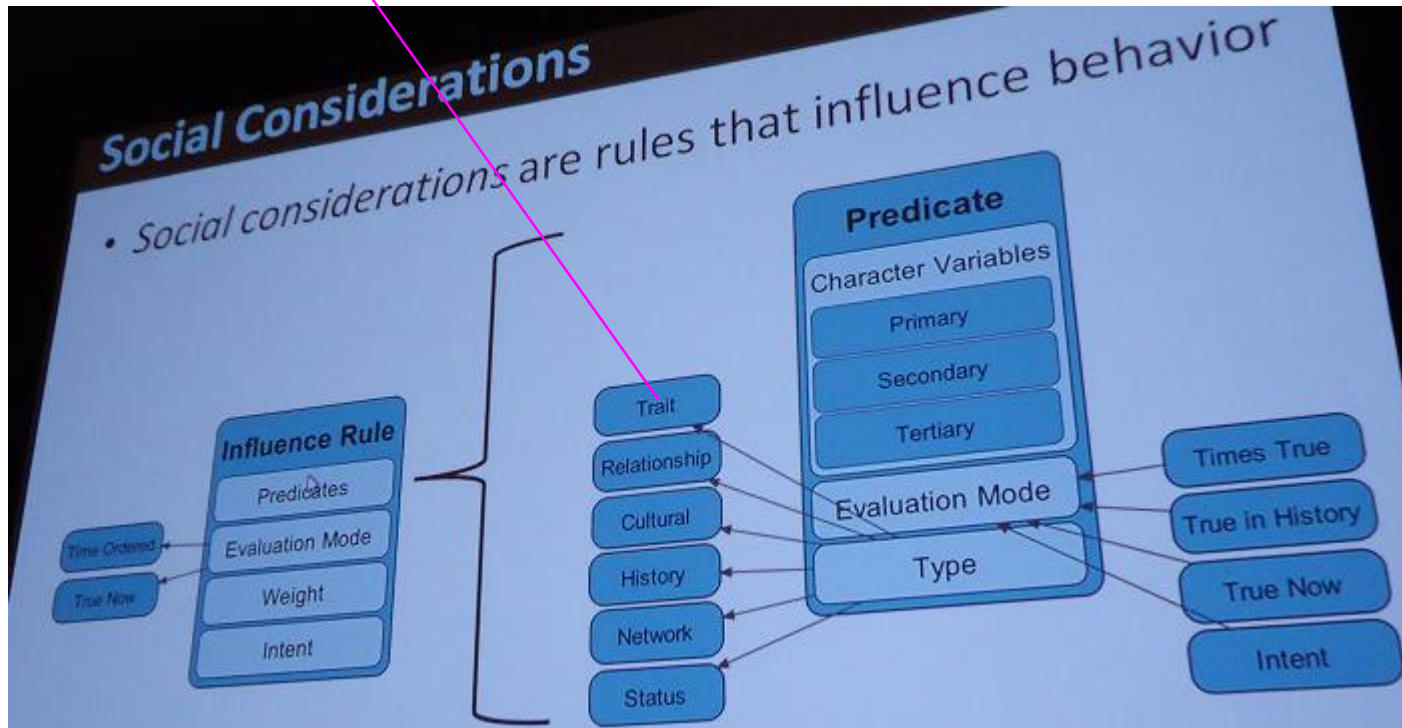 Social Considerations
• Social considerations are rules that influence behavior
Influence Rule
Predicates
Evaluation Mode
Weight
Intent
Time Ordered
True Now
Trait
Relationship
Cultural
History
Network
Status
Predicate
Character Variables
Primary
Secondary
Tertiary
Evaluation Mode
Type
Times True
True in History
True Now
Intent